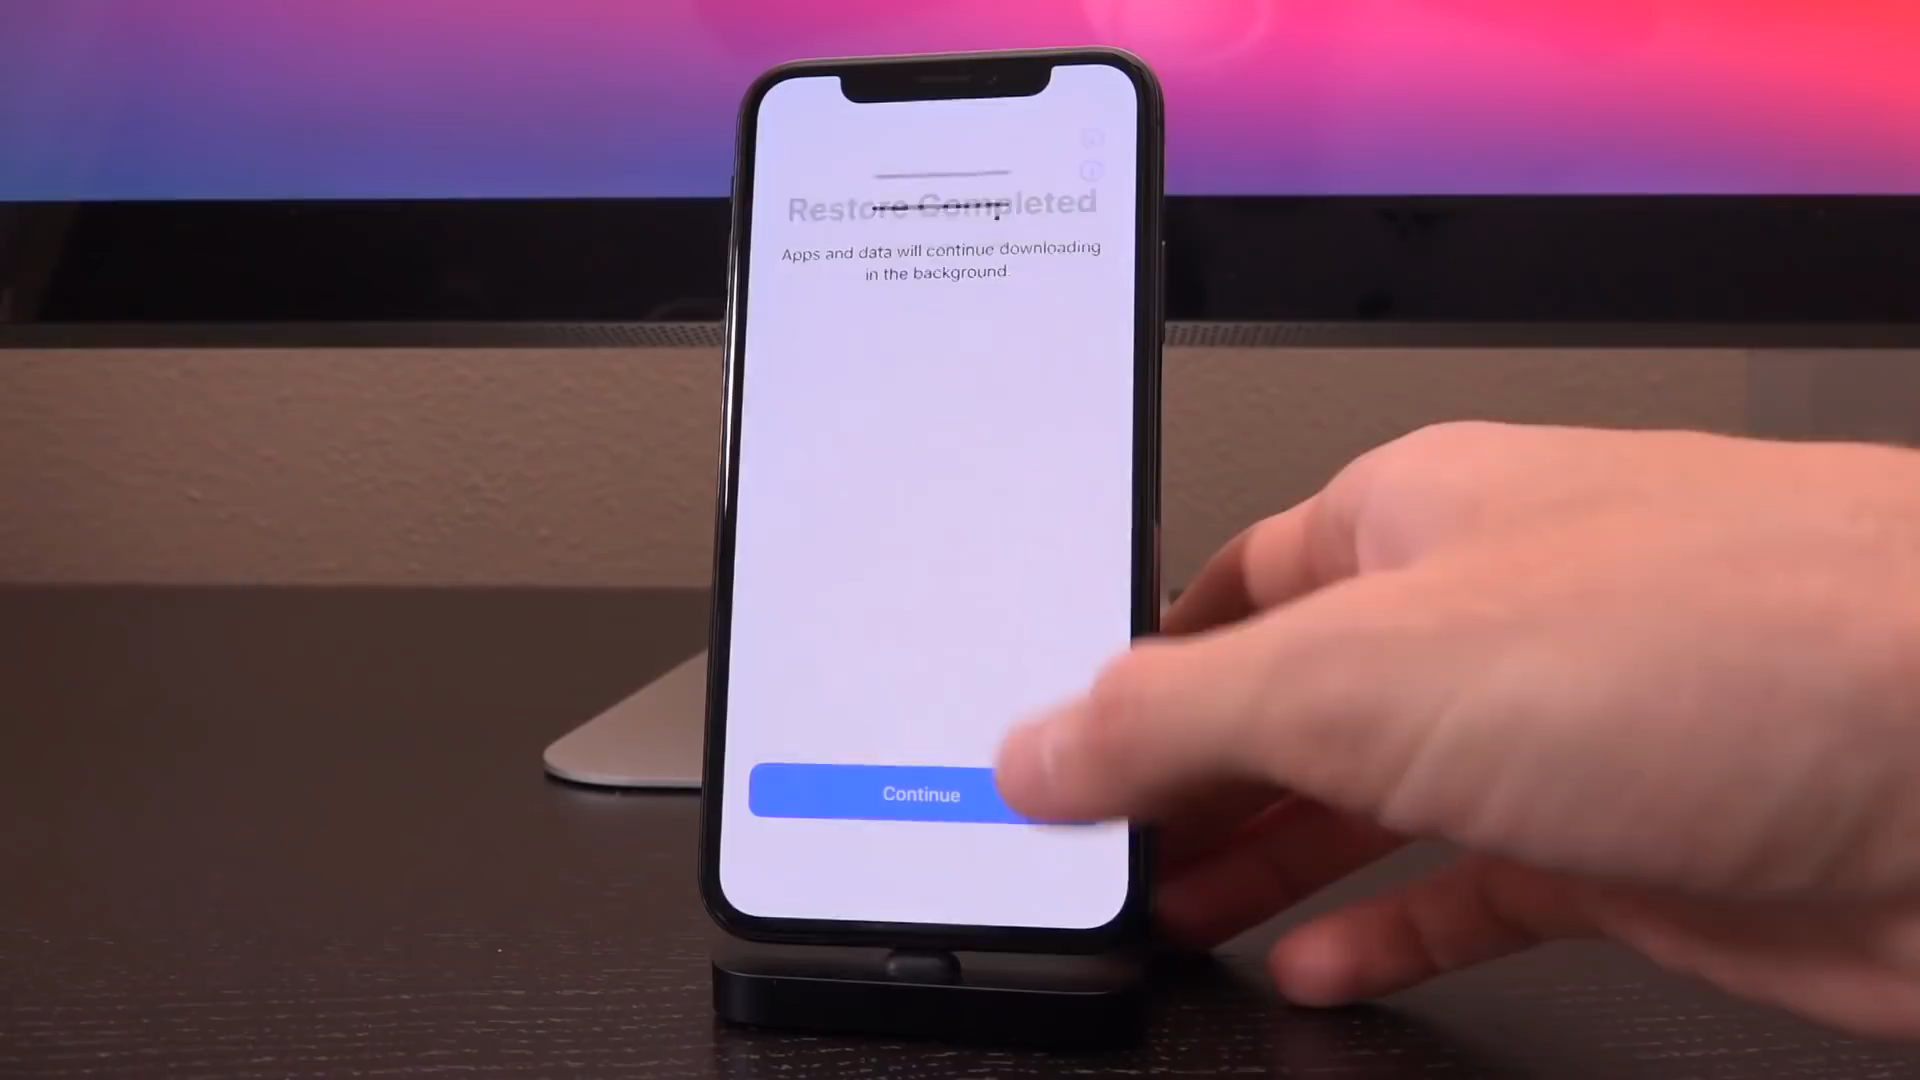 Restore Completed
Apps and data will continue downloading
in the background.
Continue